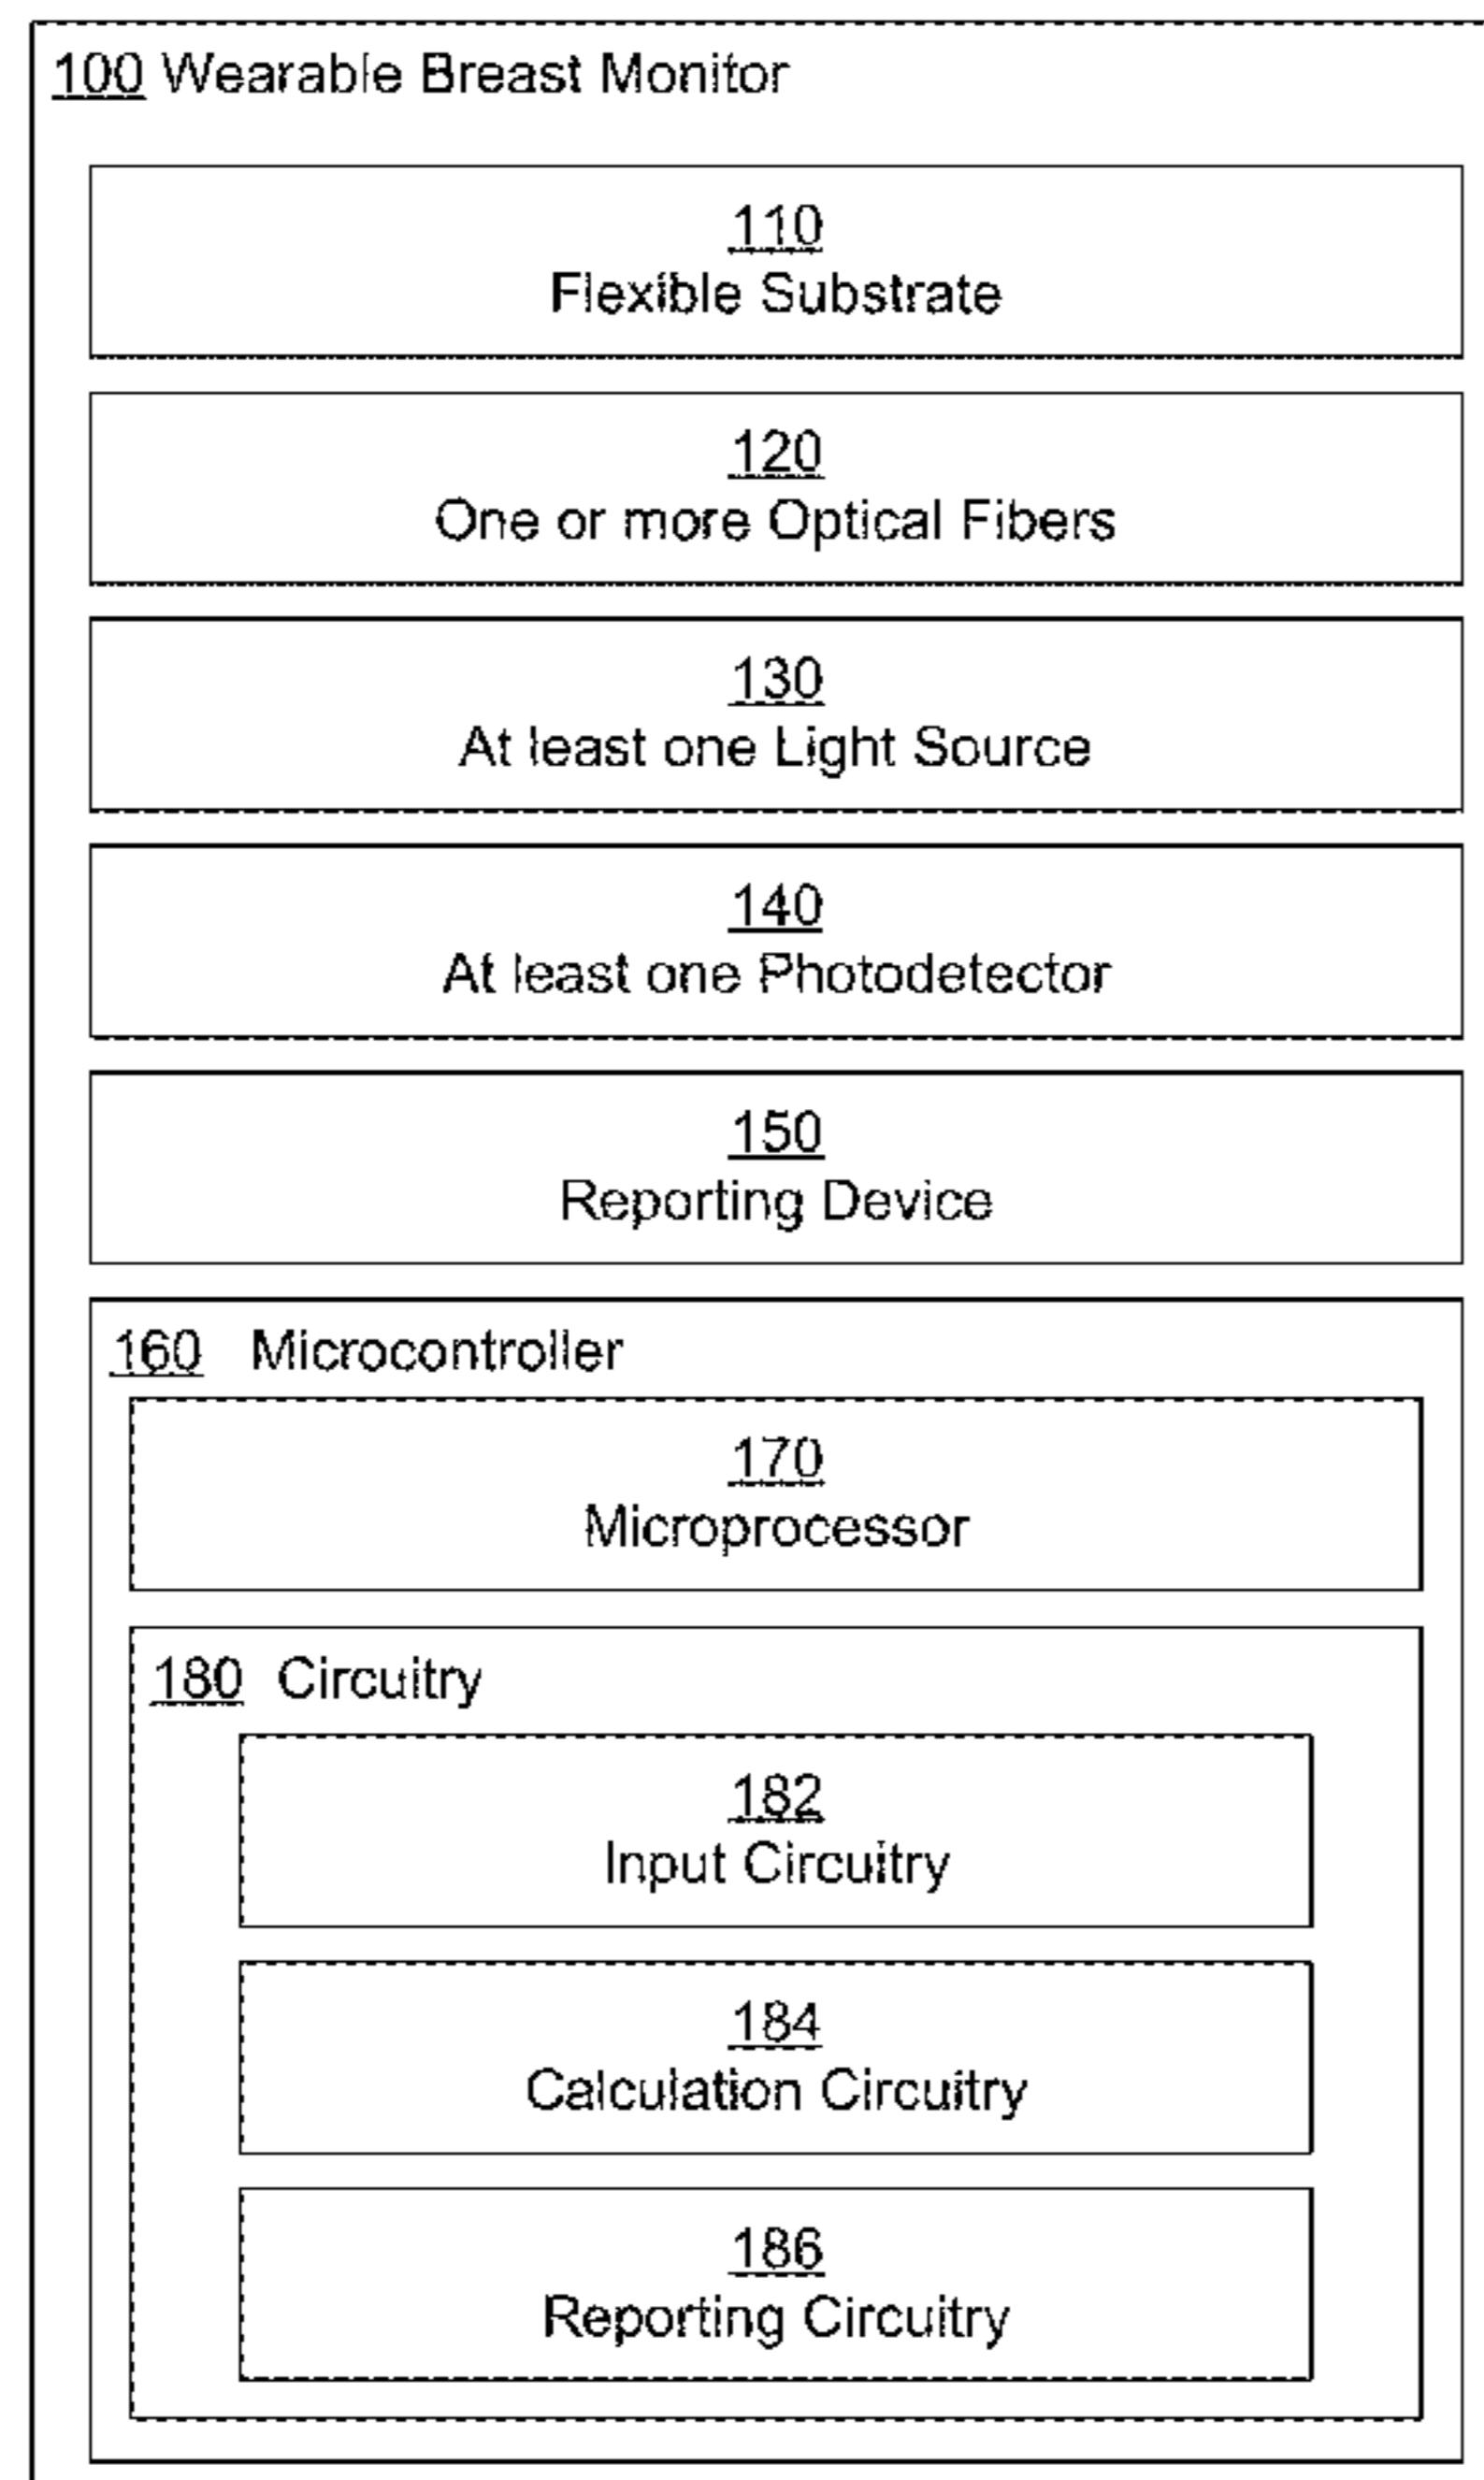 100 Wearable Breast Monitor
110
Flexible Substrate
120
One or more Optical Fibers
130
At least one Light Source
140
At least one Photodetector
150
Reporting Device
160 Microcontroller
170
Microprocessor
180 Circuitry
182
Input Circuitry
184
Calculation Circuitry
186
Reporting Circuitry